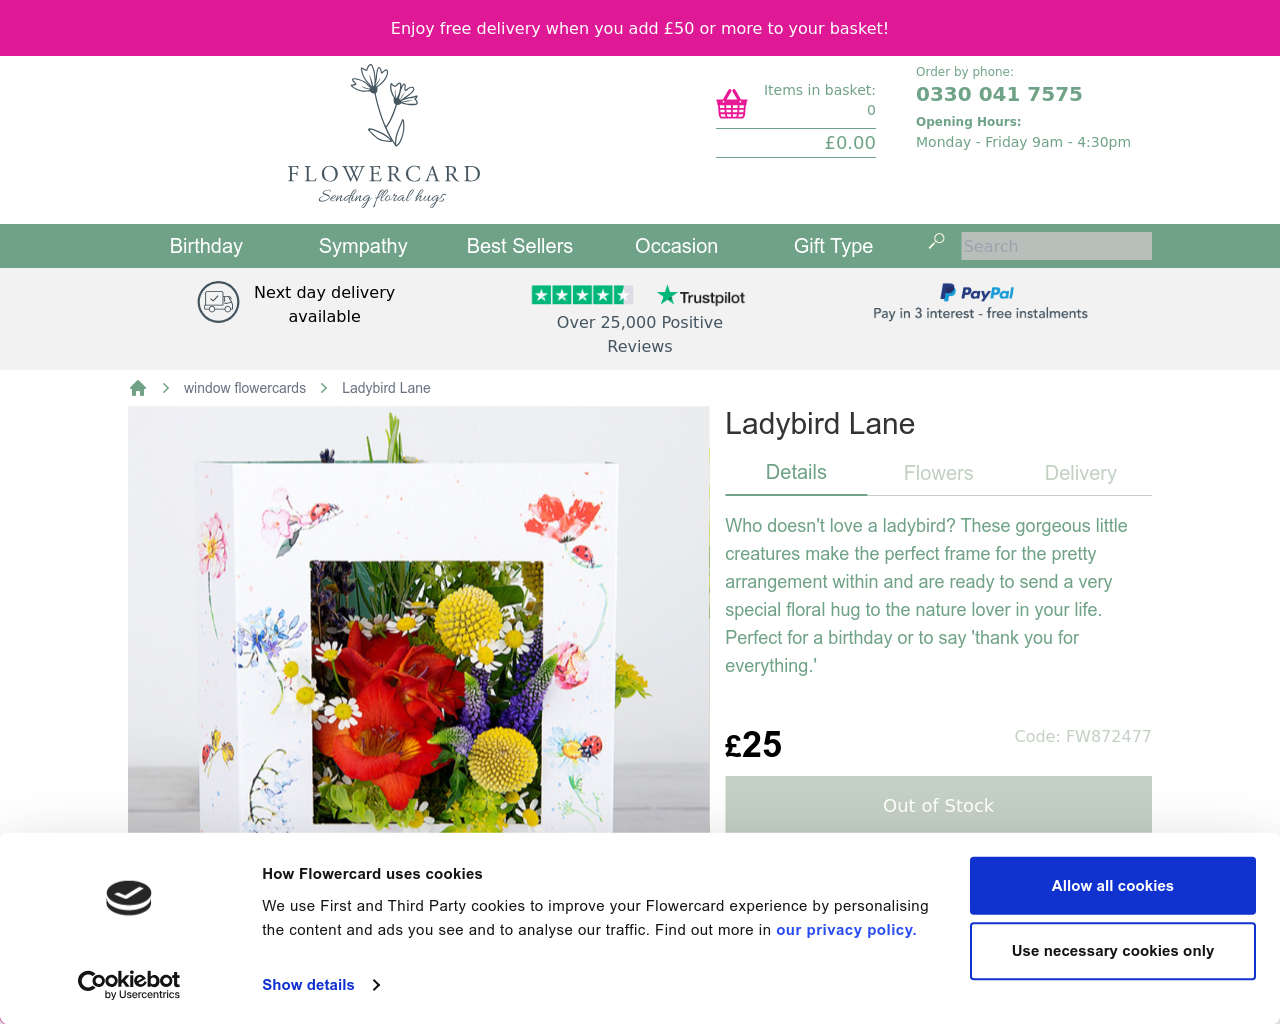 Enjoy free delivery when you add £50 or more to your basket!
FLOWERCARD
Sending floral hugs
Items in basket:
0
£0.00
Order by phone:
0330 041 7575
Opening Hours:
Monday - Friday 9am - 4:30pm
Birthday
Sympathy
Best Sellers
Occasion
Gift Type
Search
Next day delivery
available
Trustpilot
Over 25,000 Positive
Reviews
PayPal
Pay in 3 interest - free instalments
window flowercards
Ladybird Lane
Ladybird Lane
Details
Flowers
Delivery
Who doesn't love a ladybird? These gorgeous little
creatures make the perfect frame for the pretty
arrangement within and are ready to send a very
special floral hug to the nature lover in your life.
Perfect for a birthday or to say 'thank you for
everything.'
£25
Code: FW872477
Out of Stock
Cookiebot
by Usercentrics
How Flowercard uses cookies
We use First and Third Party cookies to improve your Flowercard experience by personalising
the content and ads you see and to analyse our traffic. Find out more in our privacy policy.
Show details
Allow all cookies
Use necessary cookies only